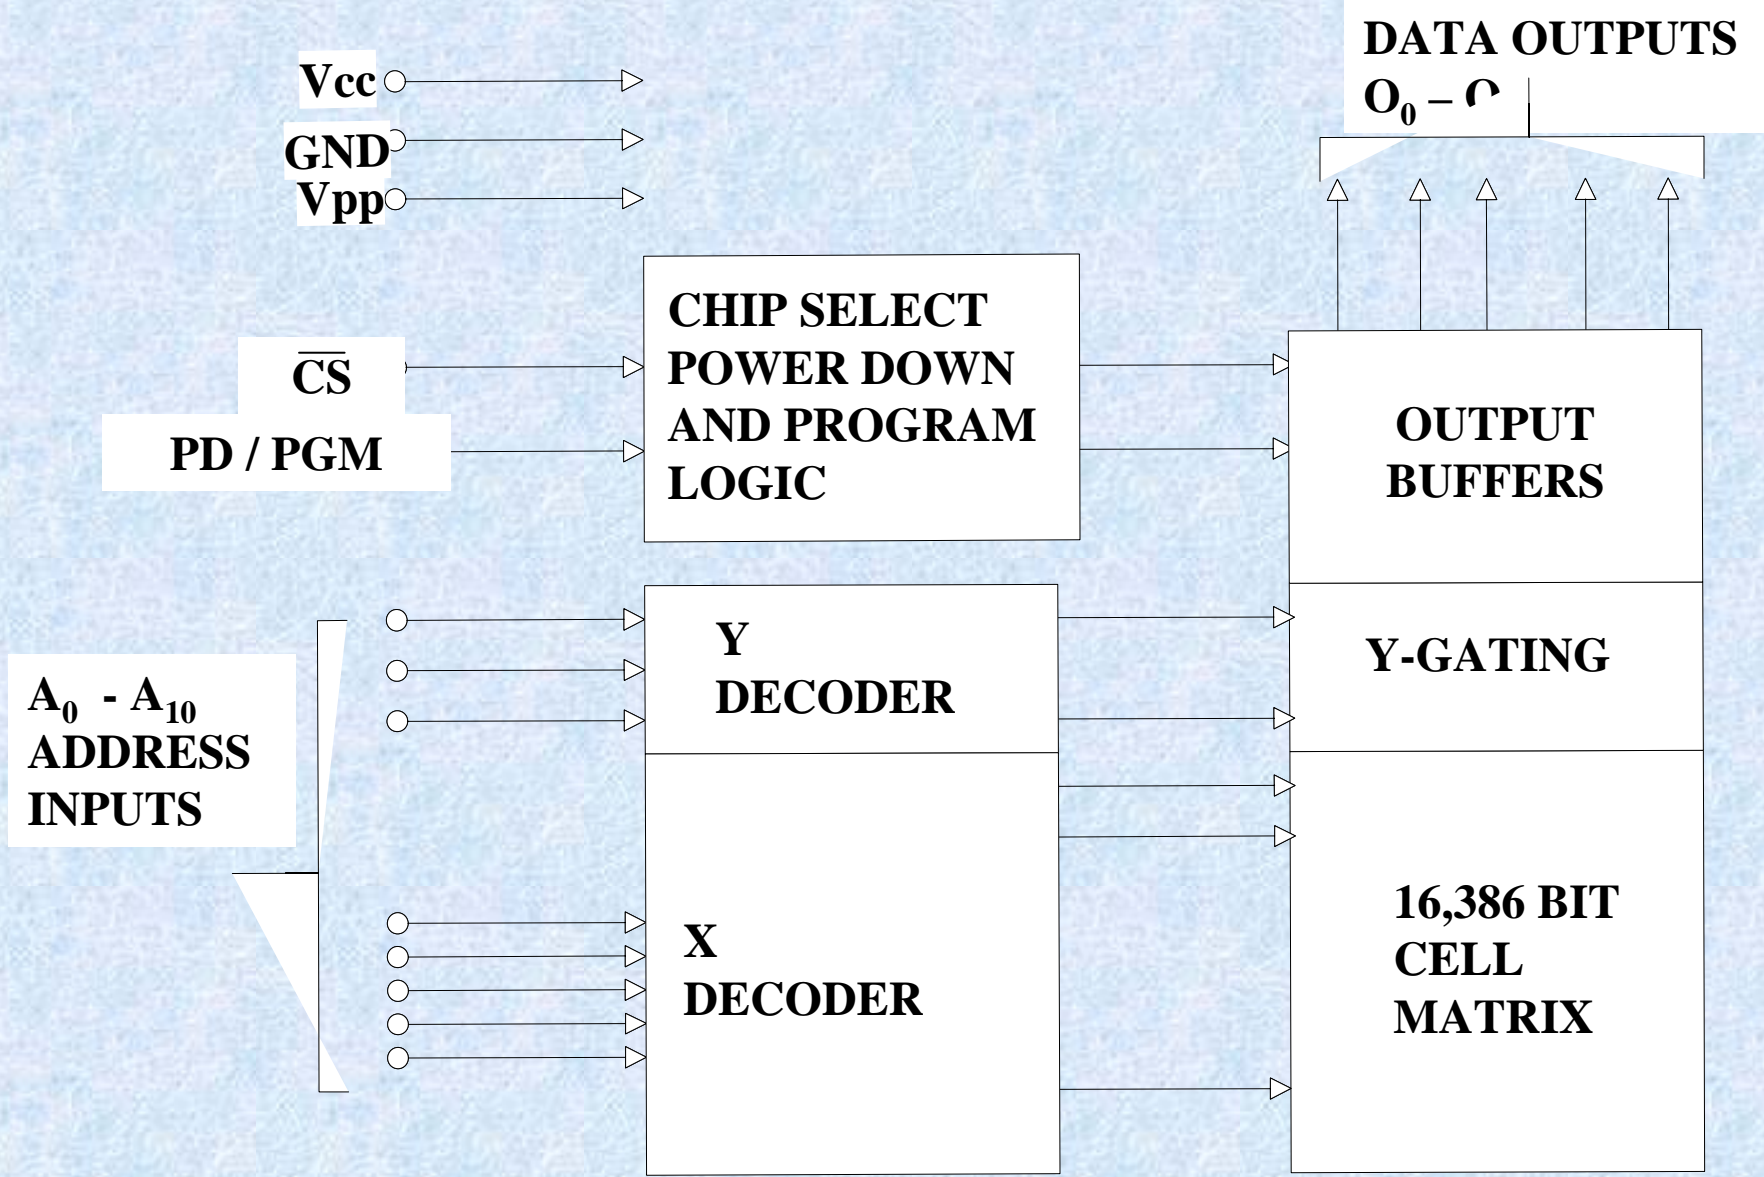 DATA OUTPUTS
O₀ –
Vcc
GND
Vpp
CHIP SELECT
POWER DOWN
AND PROGRAM
LOGIC
C̅S̅
PD / PGM
OUTPUT
BUFFERS
Y
DECODER
Y-GATING
A₀ - A₁₀
ADDRESS
INPUTS
X
DECODER
16,386 BIT
CELL
MATRIX